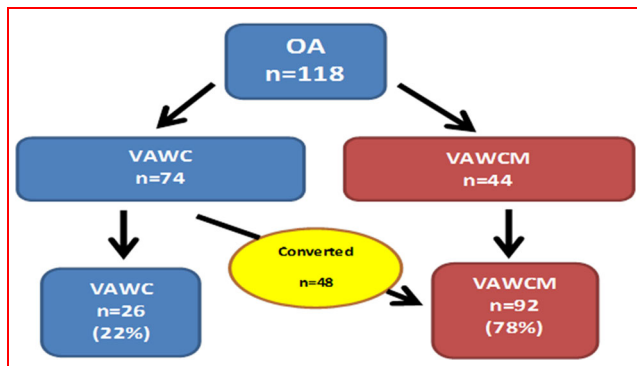 OA
n=118
VAWC
n=74
VAWCM
n=44
Converted
n=48
VAWC
n=26
(22%)
VAWCM
n=92
(78%)